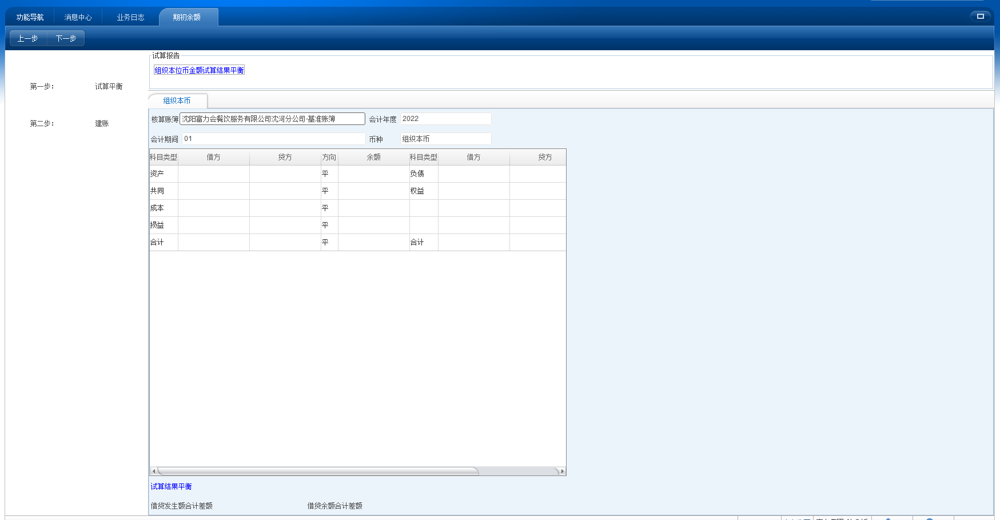 功能导航 消息中心 业务日志 期初余额
上一步 下一步
试算报告
组织本位币金额试算结果平衡
第一步： 试算平衡
组织本币
第二步： 建账
核算账簿 沈阳富力会餐饮服务有限公司沈河分公司-基准账簿 会计年度 2022
会计期间 01 币种 组织本币
科目类型 借方 贷方 方向 余额 科目类型 借方 贷方
资产 平 负债
共同 平 权益
成本 平
损益 平
合计 平 合计
试算结果平衡
借贷发生额合计差额 借贷余额合计差额